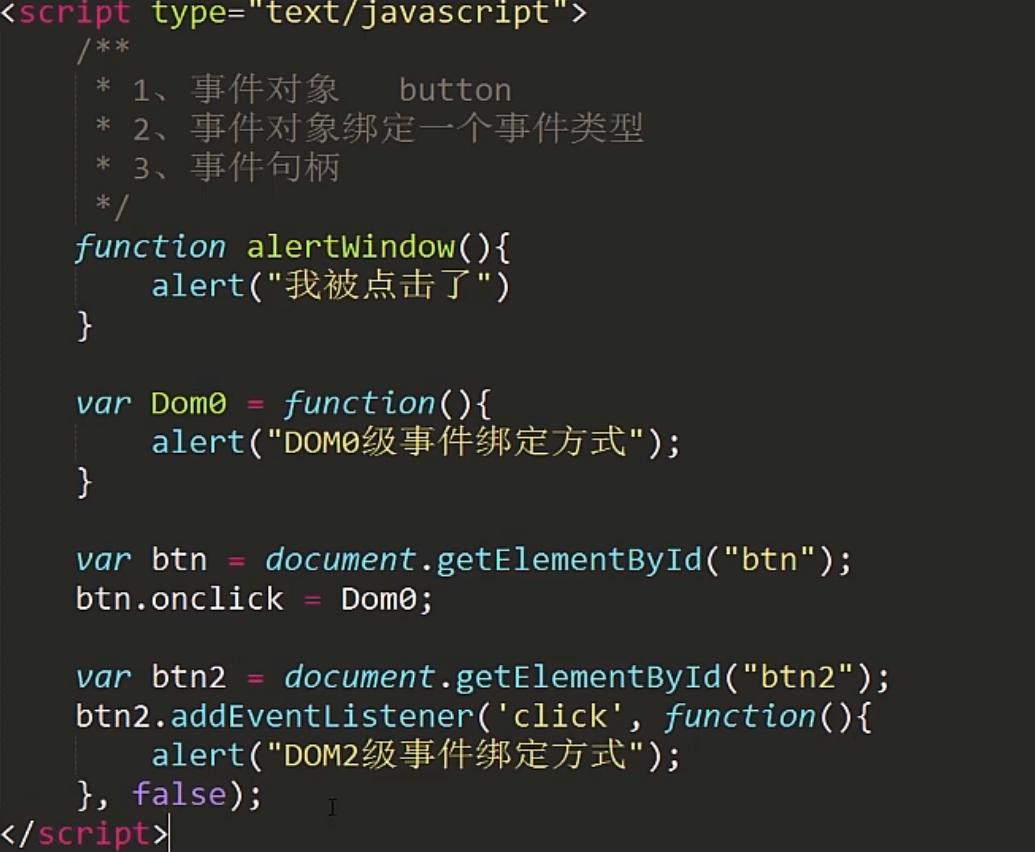 <script type="text/javascript">
/**
* 1、事件对象 button
* 2、事件对象绑定一个事件类型
* 3、事件句柄
*/
function alertWindow(){
alert("我被点击了")
}
var Dom0 = function(){
alert("DOM0级事件绑定方式");
}
var btn = document.getElementById("btn");
btn.onclick = Dom0;
var btn2 = document.getElementById("btn2");
btn2.addEventListener('click', function(){
alert("DOM2级事件绑定方式");
}, false);
</script>